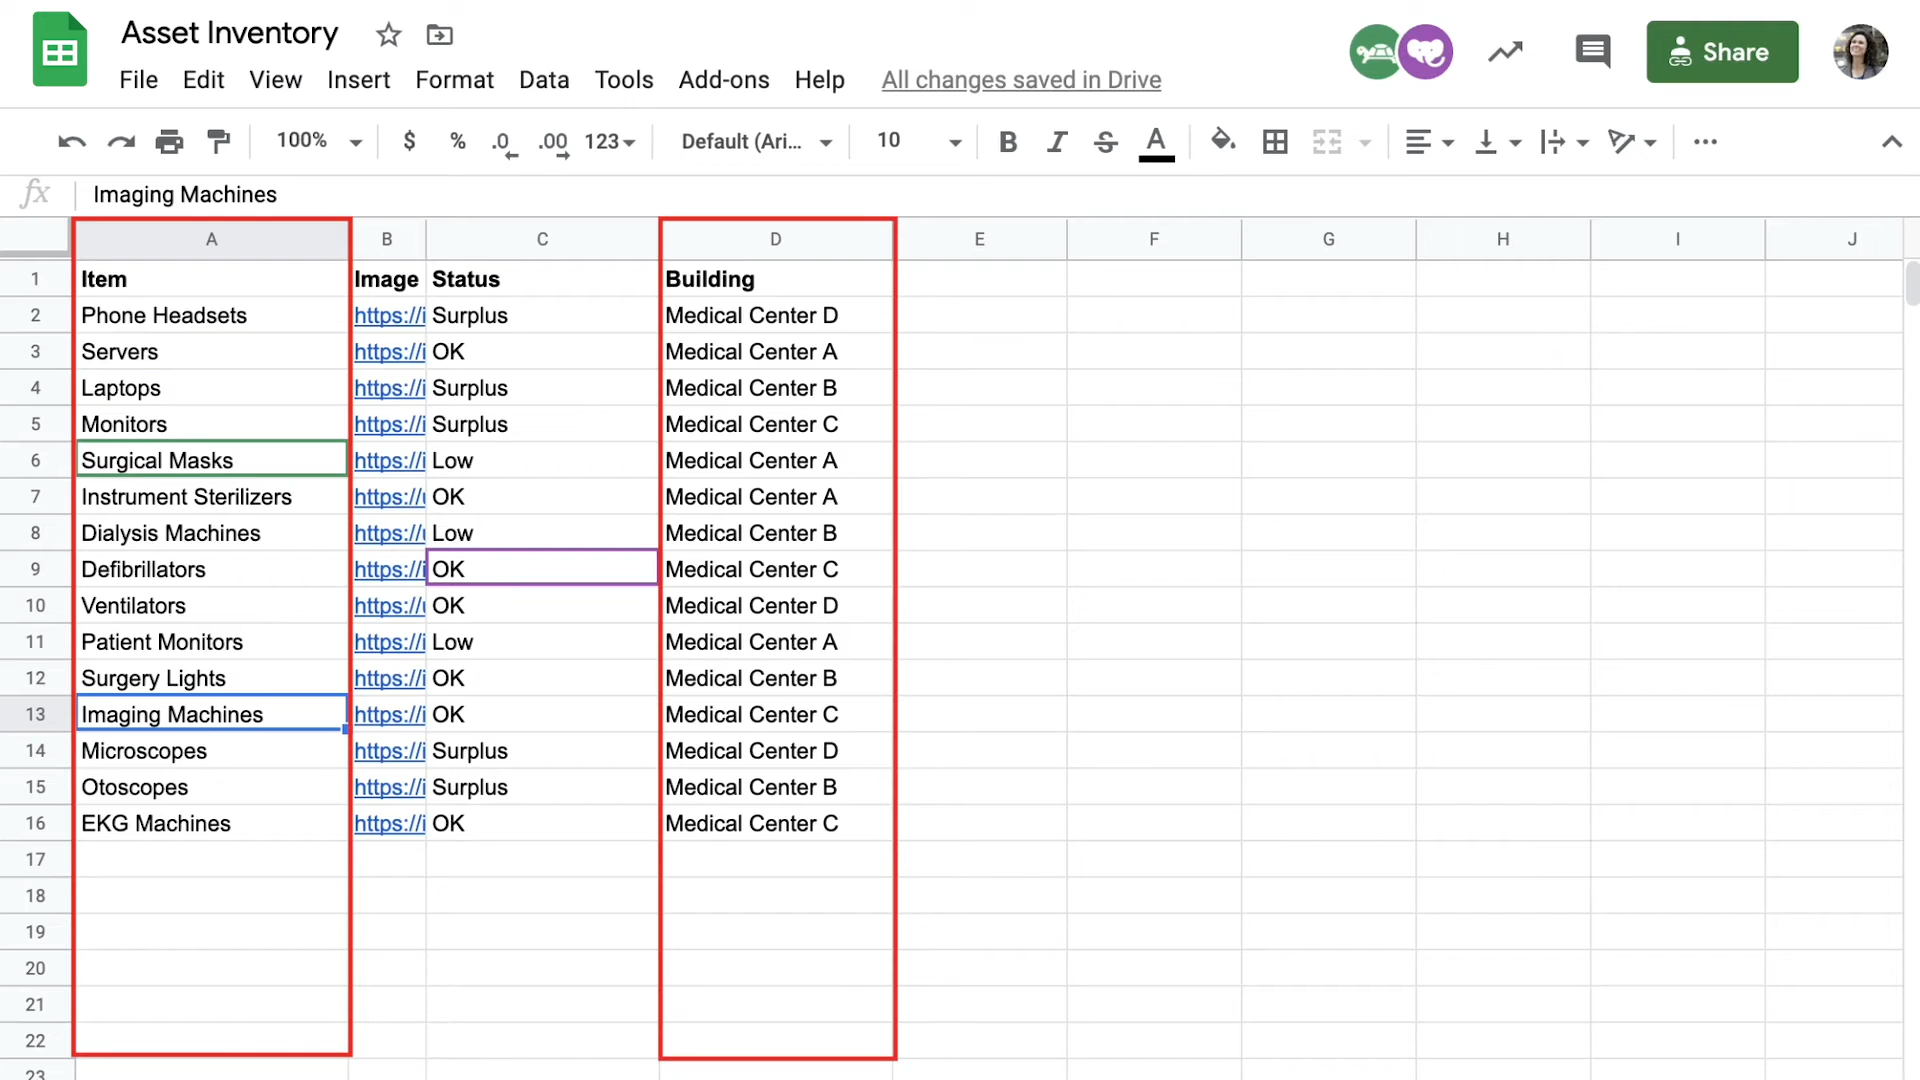 Asset Inventory
File Edit View Insert Format Data Tools Add-ons Help All changes saved in Drive
Share
100% $ % .0 .00 123 Default (Ari... 10 B I S A
fx Imaging Machines
A B C D E F G H I J
1 Item Image Status Building
2 Phone Headsets https://i Surplus Medical Center D
3 Servers https://i OK Medical Center A
4 Laptops https://i Surplus Medical Center B
5 Monitors https://i Surplus Medical Center C
6 Surgical Masks https://i Low Medical Center A
7 Instrument Sterilizers https:// OK Medical Center A
8 Dialysis Machines https:// Low Medical Center B
9 Defibrillators https://i OK Medical Center C
10 Ventilators https:// OK Medical Center D
11 Patient Monitors https://i Low Medical Center A
12 Surgery Lights https://i OK Medical Center B
13 Imaging Machines https://i OK Medical Center C
14 Microscopes https://i Surplus Medical Center D
15 Otoscopes https://i Surplus Medical Center B
16 EKG Machines https://i OK Medical Center C
17
18
19
20
21
22
23